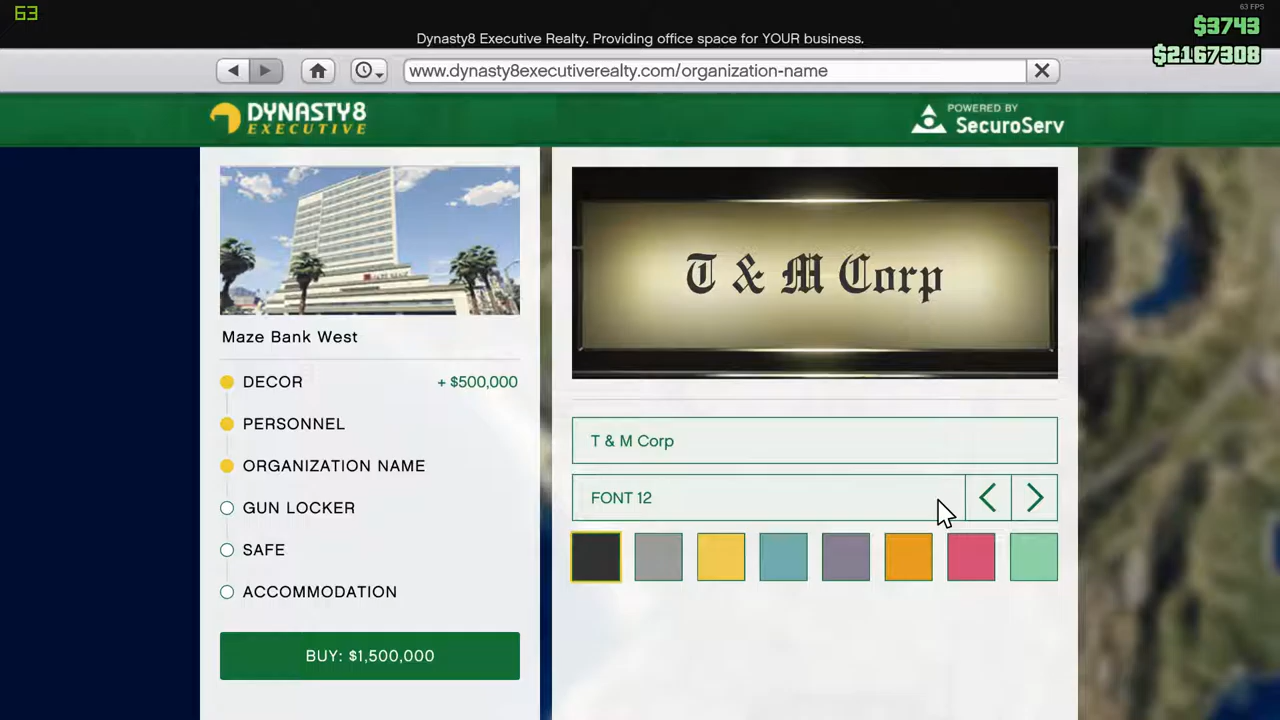 63
63 FPS
$3743
$2167308
Dynasty8 Executive Realty. Providing office space for YOUR business.
www.dynasty8executiverealty.com/organization-name
DYNASTY8
EXECUTIVE
POWERED BY
SecuroServ
Maze Bank West
DECOR + $500,000
PERSONNEL
ORGANIZATION NAME
GUN LOCKER
SAFE
ACCOMMODATION
BUY: $1,500,000
T & M Corp
T & M Corp
FONT 12